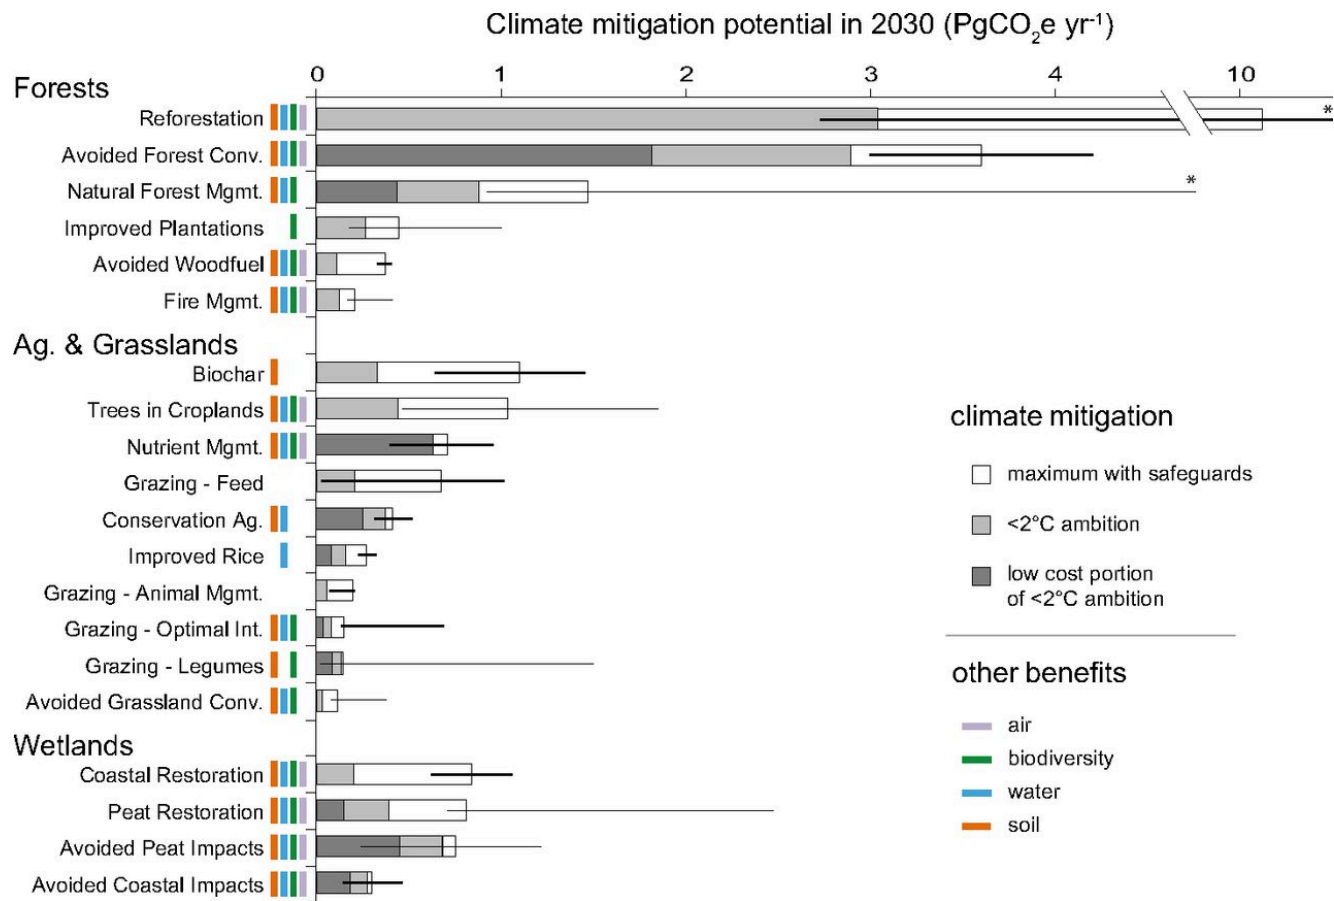 Climate mitigation potential in 2030 (PgCO₂e yr⁻¹)
0 1 2 3 4 10
Forests
Reforestation *
Avoided Forest Conv.
Natural Forest Mgmt. *
Improved Plantations
Avoided Woodfuel
Fire Mgmt.
Ag. & Grasslands
Biochar
Trees in Croplands
Nutrient Mgmt.
Grazing - Feed
Conservation Ag.
Improved Rice
Grazing - Animal Mgmt.
Grazing - Optimal Int.
Grazing - Legumes
Avoided Grassland Conv.
Wetlands
Coastal Restoration
Peat Restoration
Avoided Peat Impacts
Avoided Coastal Impacts
climate mitigation
maximum with safeguards
<2°C ambition
low cost portion
of <2°C ambition
other benefits
air
biodiversity
water
soil